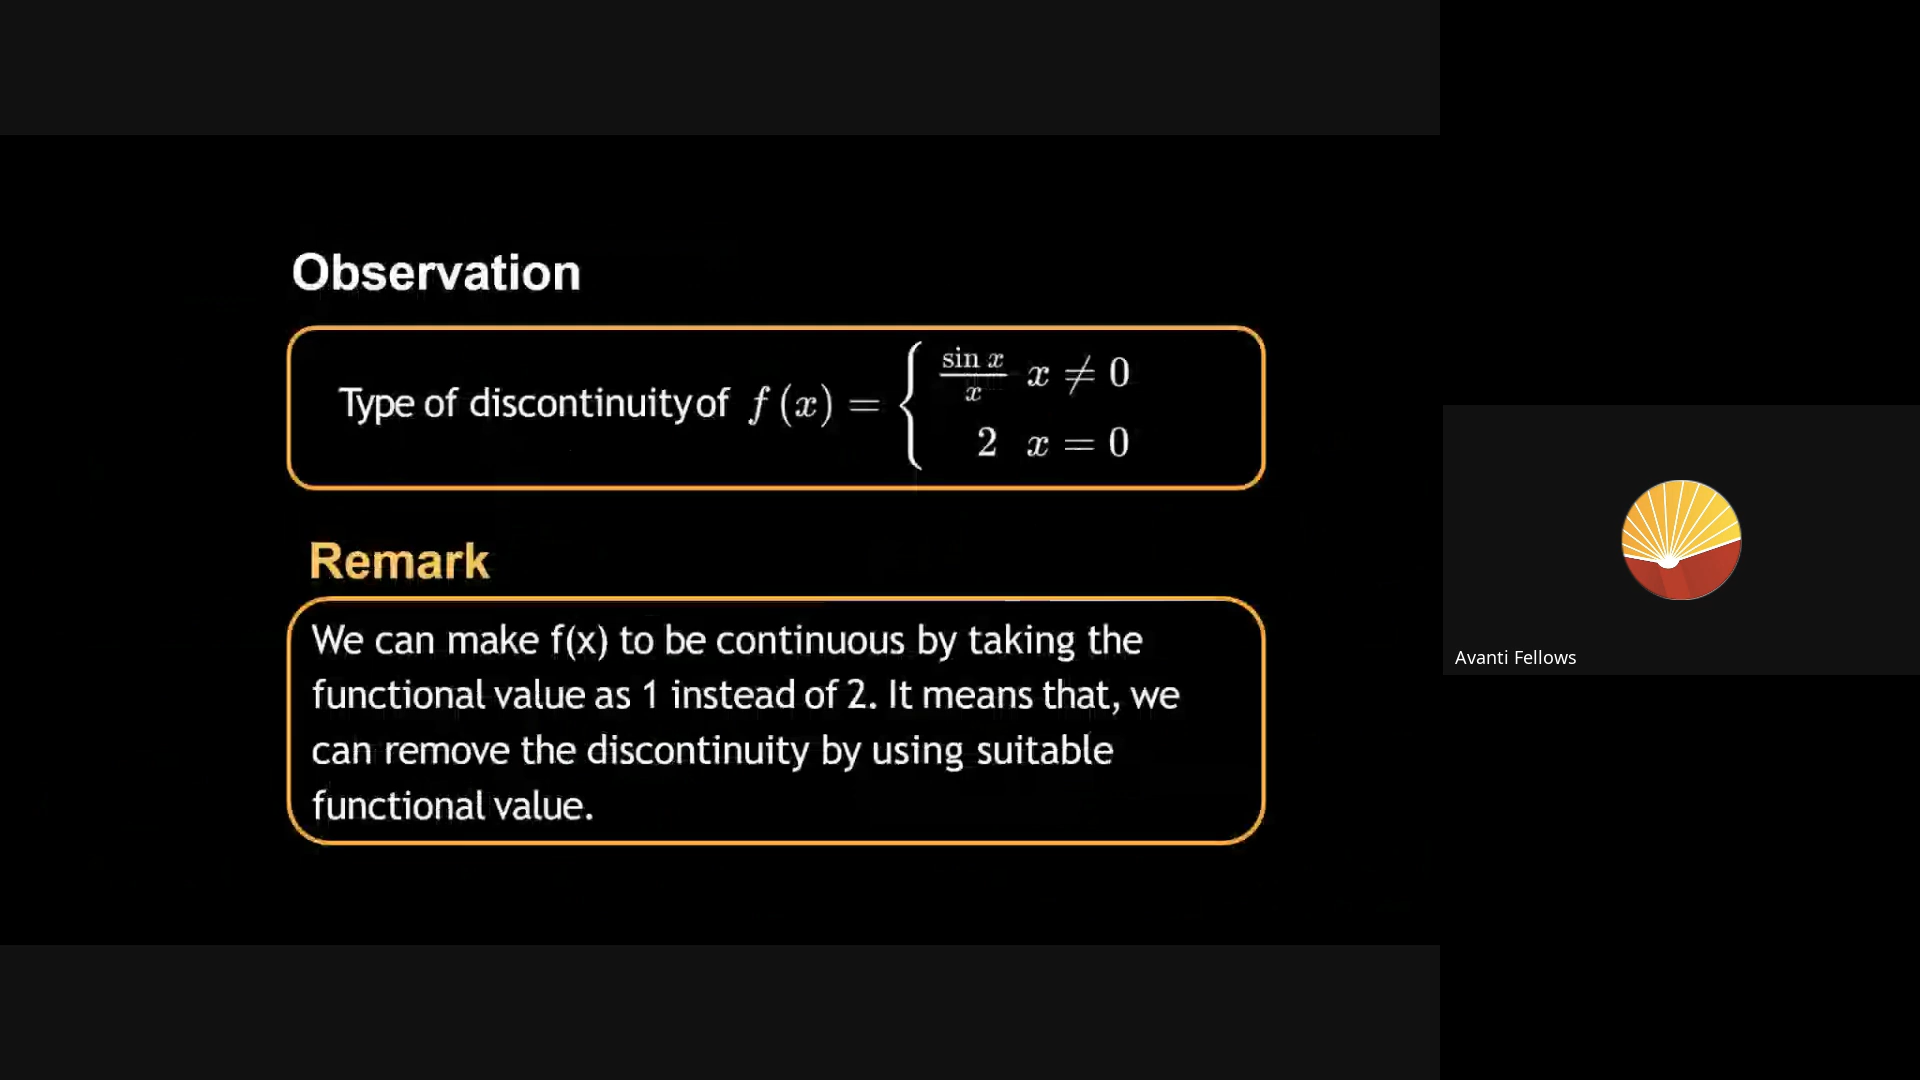 Observation
Type of discontinuity of f(x) = { sin x / x  x ≠ 0
2  x = 0
Remark
We can make f(x) to be continuous by taking the
functional value as 1 instead of 2. It means that, we
can remove the discontinuity by using suitable
functional value.
Avanti Fellows